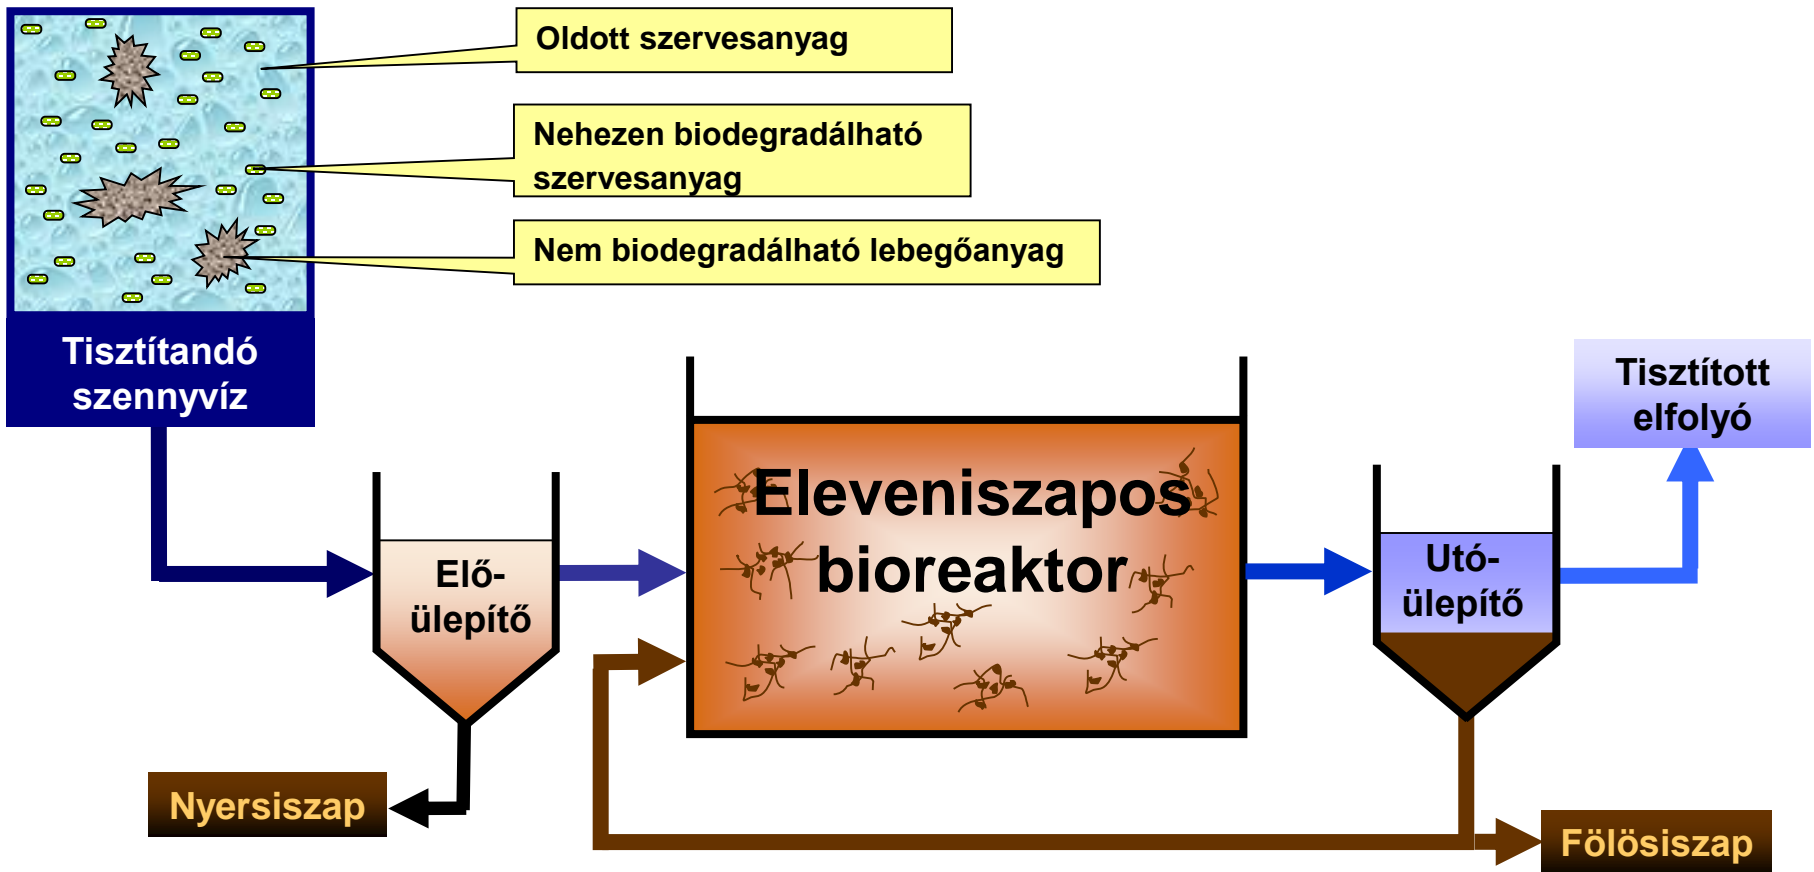 Oldott szervesanyag
Nehezen biodegradálható
szervesanyag
Nem biodegradálható lebegőanyag
Tisztítandó
szennyvíz
Tisztított
elfolyó
Eleveniszapos
bioreaktor
Elő-
ülepítő
Utó-
ülepítő
Nyersiszap
Fölösiszap